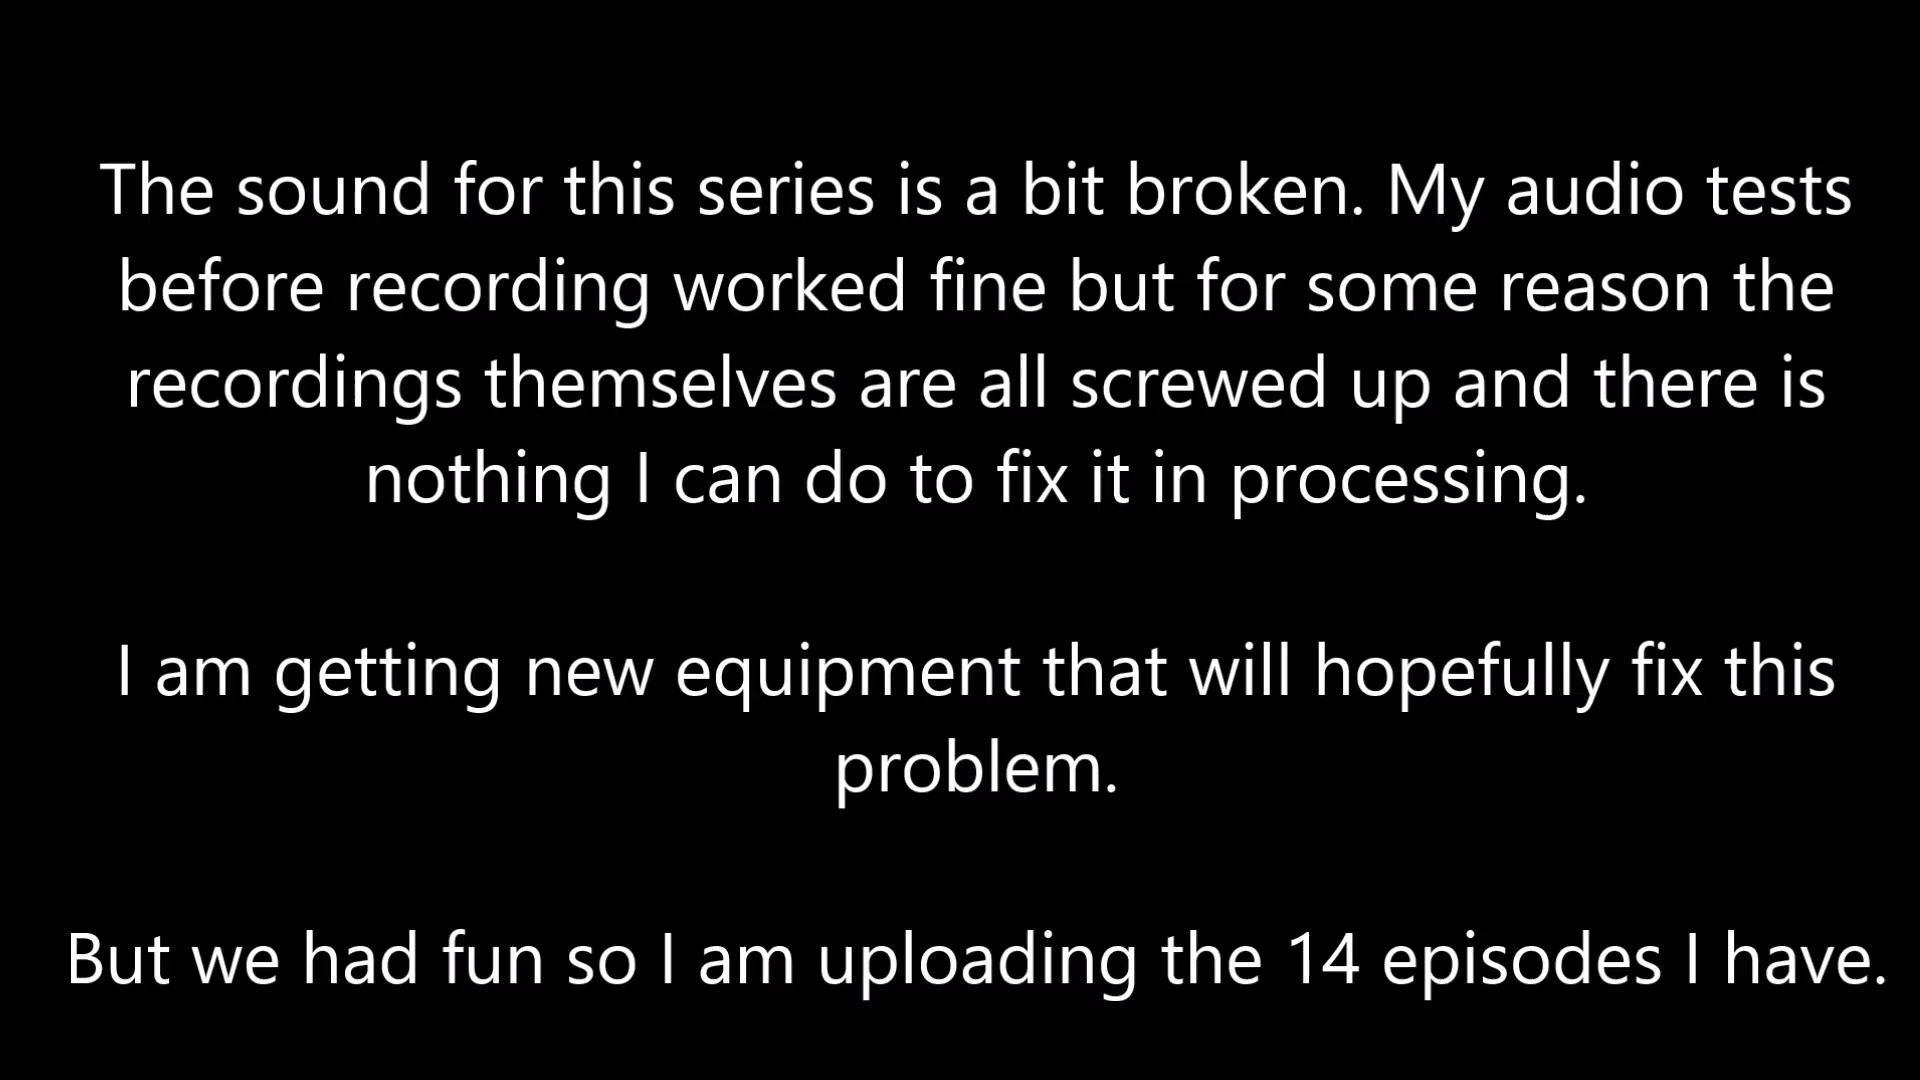 The sound for this series is a bit broken. My audio tests
before recording worked fine but for some reason the
recordings themselves are all screwed up and there is
nothing I can do to fix it in processing.
I am getting new equipment that will hopefully fix this
problem.
But we had fun so I am uploading the 14 episodes I have.